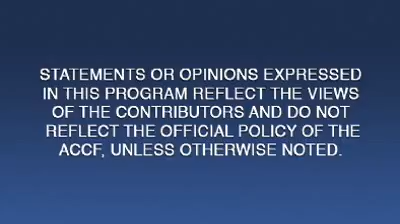 STATEMENTS OR OPINIONS EXPRESSED
IN THIS PROGRAM REFLECT THE VIEWS
OF THE CONTRIBUTORS AND DO NOT
REFLECT THE OFFICIAL POLICY OF THE
ACCF, UNLESS OTHERWISE NOTED.